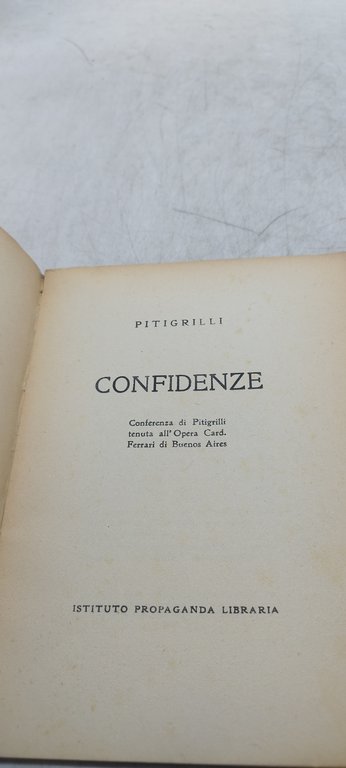 PITIGRILLI
CONFIDENZE
Conferenza di Pitigrilli
tenuta all'Opera Card.
Ferrari di Buenos Aires
ISTITUTO PROPAGANDA LIBRARIA